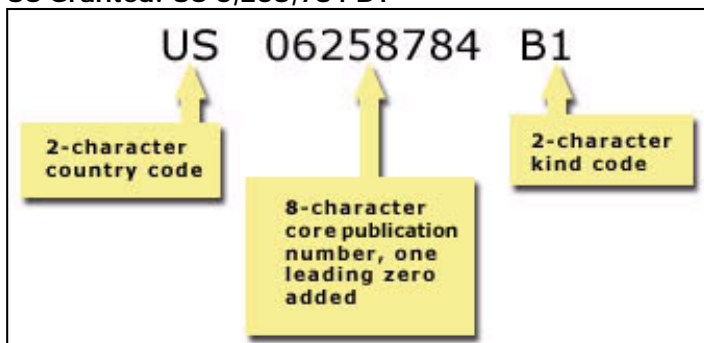 US 06258784 B1
2-character
country code
2-character
kind code
8-character
core publication
number, one
leading zero
added